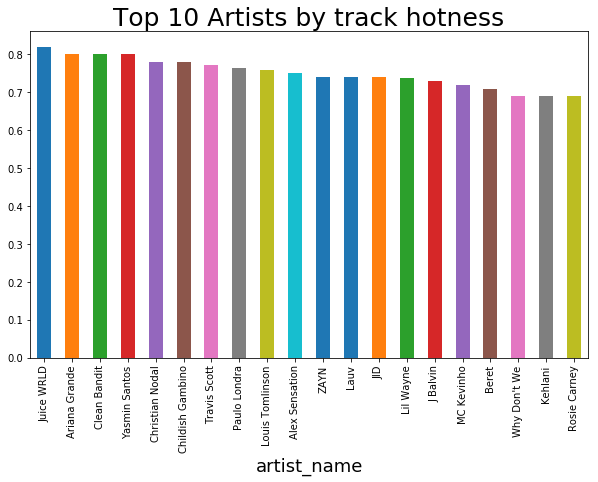 Top 10 Artists by track hotness
0.8
0.7
0.6
0.5
0.4
0.3
0.2
0.1
0.0
Juice WRLD
Ariana Grande
Clean Bandit
Yasmin Santos
Christian Nodal
Childish Gambino
Travis Scott
Paulo Londra
Louis Tomlinson
Alex Sensation
ZAYN
Lauv
JID
Lil Wayne
J Balvin
MC Kevinho
Beret
Why Don't We
Kehlani
Rosie Carney
artist_name